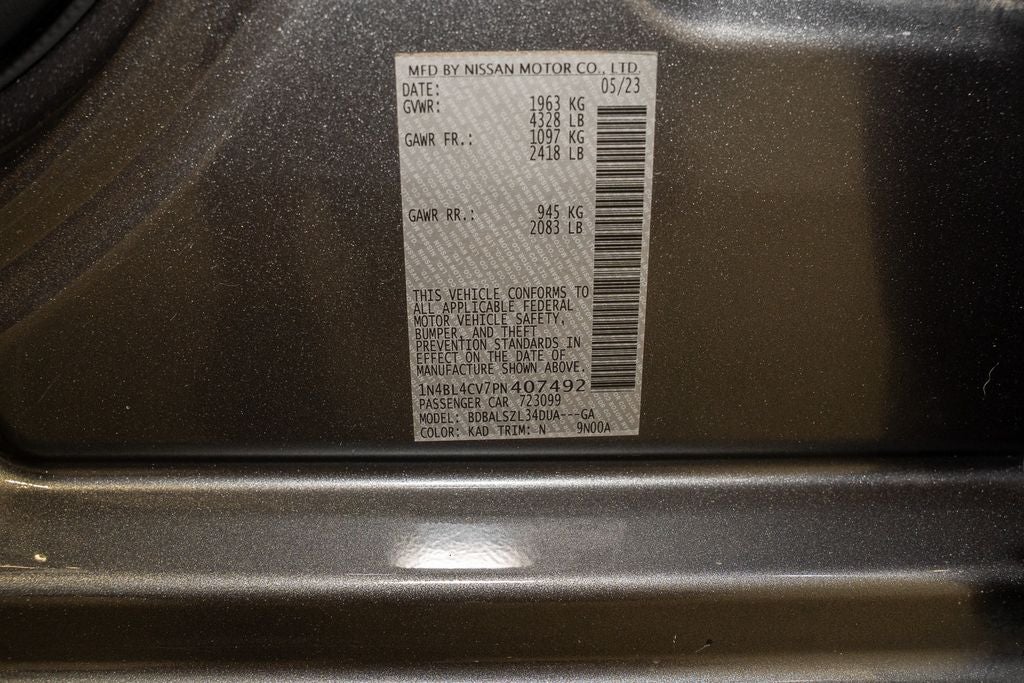 MFD BY NISSAN MOTOR CO., LTD.
DATE: 05/23
GVWR: 1963 KG
4328 LB
GAWR FR.: 1097 KG
2418 LB
GAWR RR.: 945 KG
2083 LB
THIS VEHICLE CONFORMS TO
ALL APPLICABLE FEDERAL
MOTOR VEHICLE SAFETY,
BUMPER, AND THEFT
PREVENTION STANDARDS IN
EFFECT ON THE DATE OF
MANUFACTURE SHOWN ABOVE.
1N4BL4CV7PN407492
PASSENGER CAR 723099
MODEL: BDBALSZL34DUA---GA
COLOR: KAD TRIM: N 9N00A